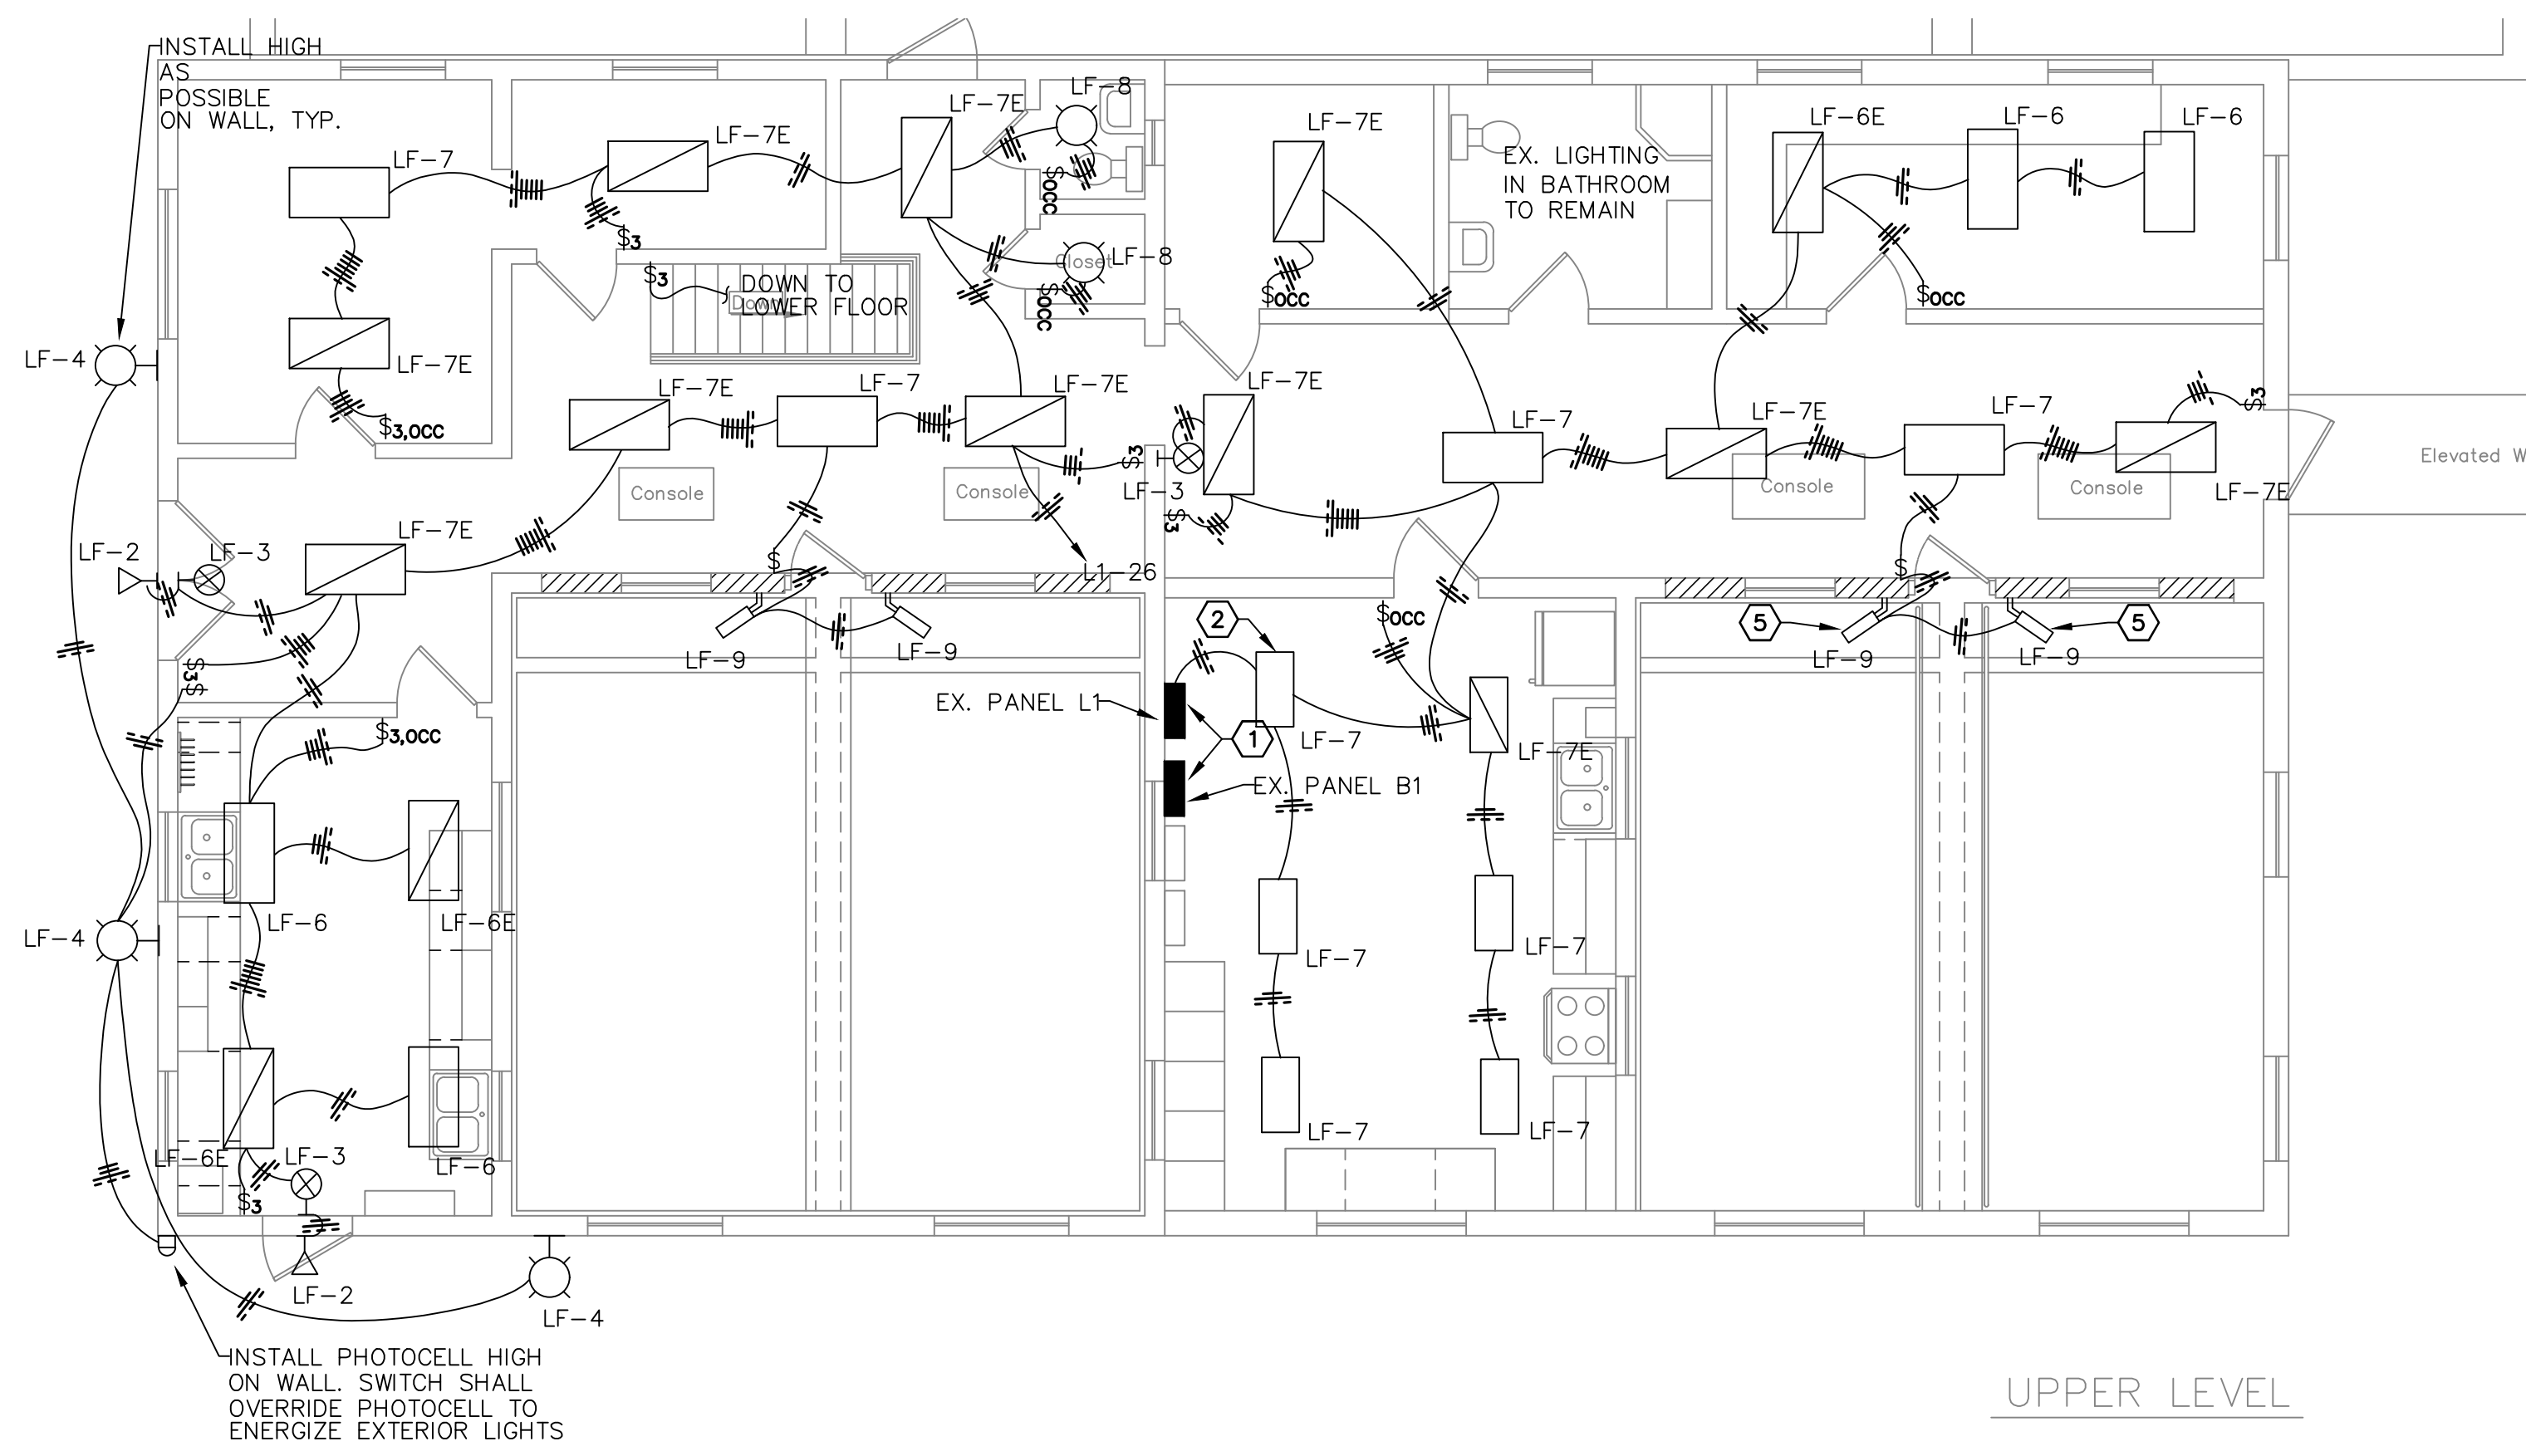 INSTALL HIGH
AS
POSSIBLE
ON WALL, TYP.
LF-8
LF-7E
LF-7E
LF-7
LF-7E
LF-6E
LF-6
LF-6
EX. LIGHTING
IN BATHROOM
TO REMAIN
$OCC
$3
Closet
LF-8
$3
DOWN TO
Down
LOWER FLOOR
$OCC
$OCC
$OCC
LF-4
LF-7E
LF-7E
LF-7
LF-7E
LF-7E
LF-7
LF-7E
LF-7
$3
$3,OCC
$3
Elevated W
Console
Console
LF-3
Console
Console
LF-7E
$3
LF-7E
LF-2
LF-3
$
L1-26
$
2
$OCC
5
5
LF-9
LF-9
LF-9
LF-9
$3
$
EX. PANEL L1
$3,OCC
1
LF-7
LF-7E
EX. PANEL B1
LF-6
LF-6E
LF-4
LF-7
LF-7
LF-7
LF-7
LF-6E
LF-3
LF-6
$3
LF-2
LF-4
INSTALL PHOTOCELL HIGH
ON WALL. SWITCH SHALL
OVERRIDE PHOTOCELL TO
ENERGIZE EXTERIOR LIGHTS
UPPER LEVEL